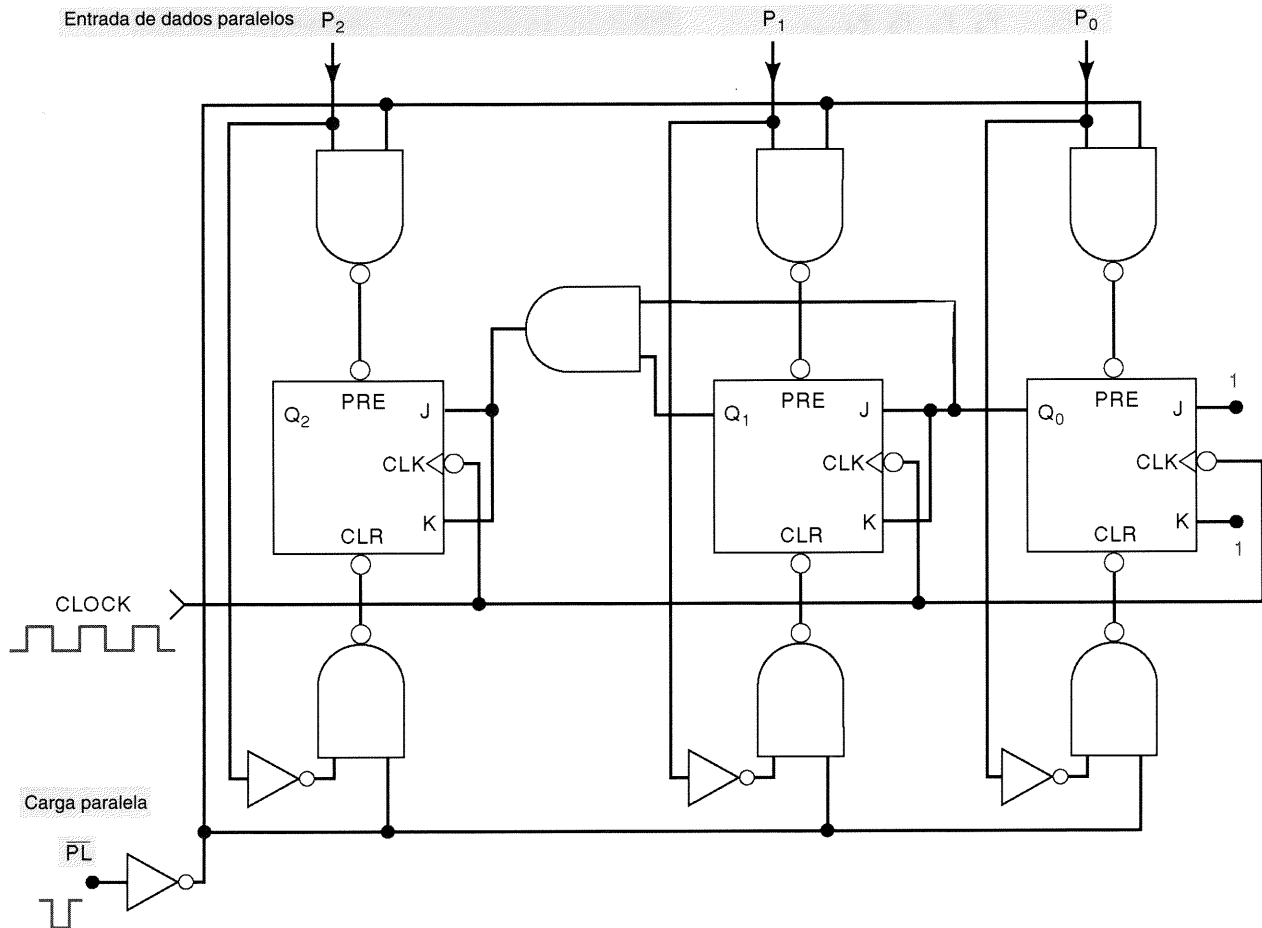 Entrada de dados paralelos P₂ P₁ P₀
PRE PRE PRE
Q₂ J Q₁ J Q₀ J 1
CLK CLK CLK
K K K 1
CLR CLR CLR
CLOCK
Carga paralela
P̅L̅